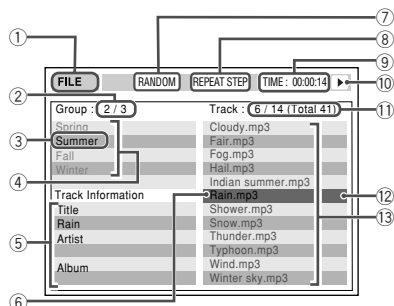 ⑦
① ⑧
⑨
FILE RANDOM REPEAT STEP TIME : 00:00:14 ⑩
②
Group : 2 / 3 Track : 6 / 14 (Total 41) ⑪
Spring Cloudy.mp3
③ Summer Fair.mp3
Fall Fog.mp3
④ Winter Hail.mp3
Indian summer.mp3
Track Information Rain.mp3 ⑫
Title Shower.mp3
⑬
⑤ Rain Snow.mp3
Artist Thunder.mp3
Typhoon.mp3
Album Wind.mp3
Winter sky.mp3
⑥